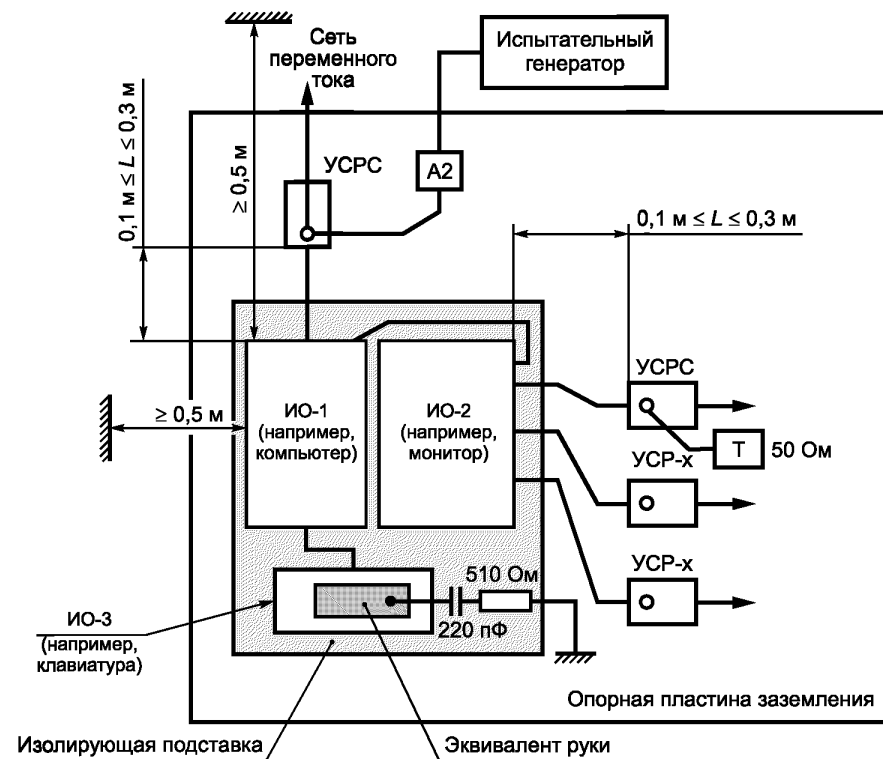 Сеть
переменного
тока
Испытательный
генератор
0,1 м ≤ L ≤ 0,3 м
≥ 0,5 м
УСРС
А2
0,1 м ≤ L ≤ 0,3 м
≥ 0,5 м
ИО-1
(например,
компьютер)
ИО-2
(например,
монитор)
УСРС
Т
50 Ом
УСР-х
УСР-х
510 Ом
220 пФ
ИО-3
(например,
клавиатура)
Опорная пластина заземления
Изолирующая подставка
Эквивалент руки